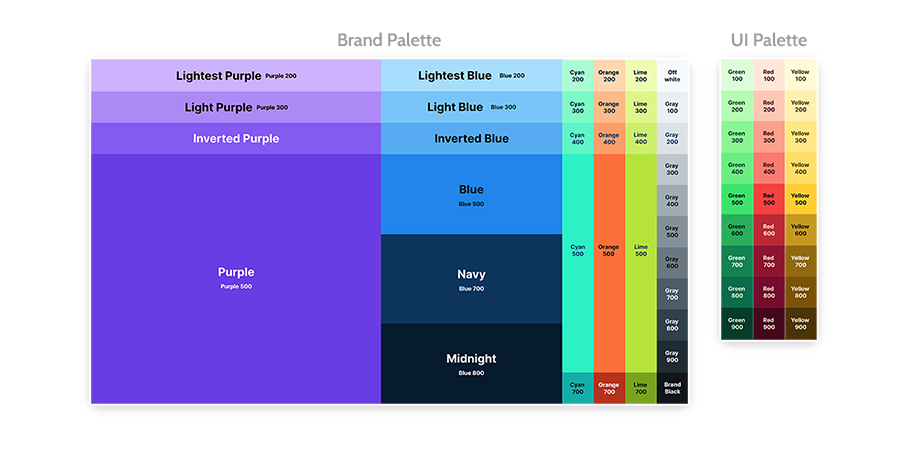 Brand Palette
UI Palette
Lightest Purple Purple 200
Light Purple Purple 300
Inverted Purple
Purple
Purple 500
Lightest Blue Blue 200
Light Blue Blue 300
Inverted Blue
Blue
Blue 500
Navy
Blue 700
Midnight
Blue 800
Cyan
200
Cyan
300
Cyan
400
Cyan
500
Cyan
700
Orange
200
Orange
300
Orange
400
Orange
500
Orange
700
Lime
200
Lime
300
Lime
400
Lime
500
Lime
700
Off
white
Gray
100
Gray
200
Gray
300
Gray
400
Gray
500
Gray
600
Gray
700
Gray
800
Gray
900
Brand
Black
Green
100
Green
200
Green
300
Green
400
Green
500
Green
600
Green
700
Green
800
Green
900
Red
100
Red
200
Red
300
Red
400
Red
500
Red
600
Red
700
Red
800
Red
900
Yellow
100
Yellow
200
Yellow
300
Yellow
400
Yellow
500
Yellow
600
Yellow
700
Yellow
800
Yellow
900